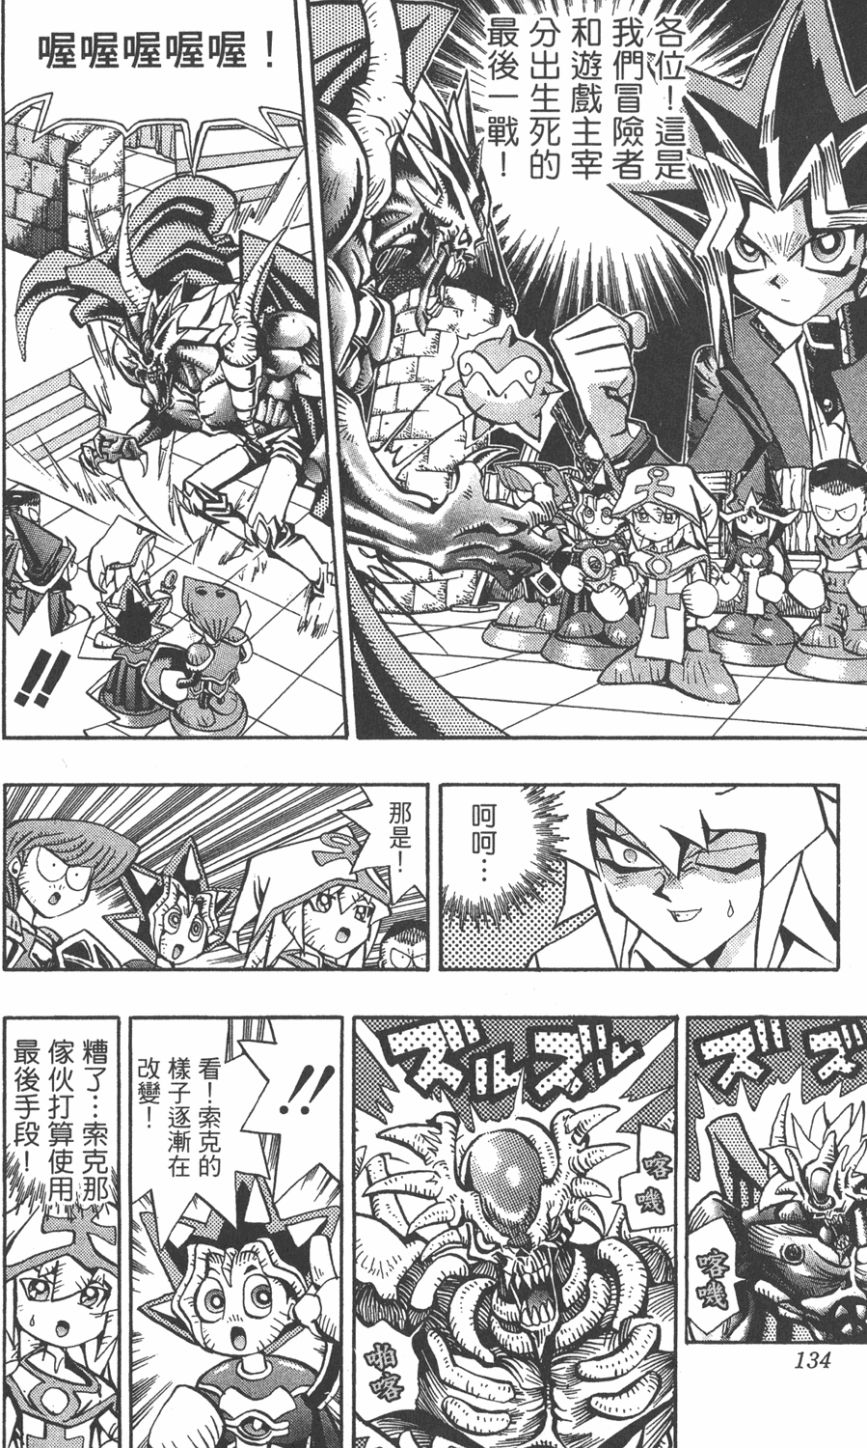 各位！這是
我們冒險者
和遊戲主宰
分出生死的
最後一戰！
喔喔喔喔喔！
!!
呵呵…
那是！
ズズ
喀嘰
ズルズル
喀嘰
啪喀
!!
看！索克的
樣子逐漸在
改變！
糟了…索克那
傢伙打算使用
最後手段！
134